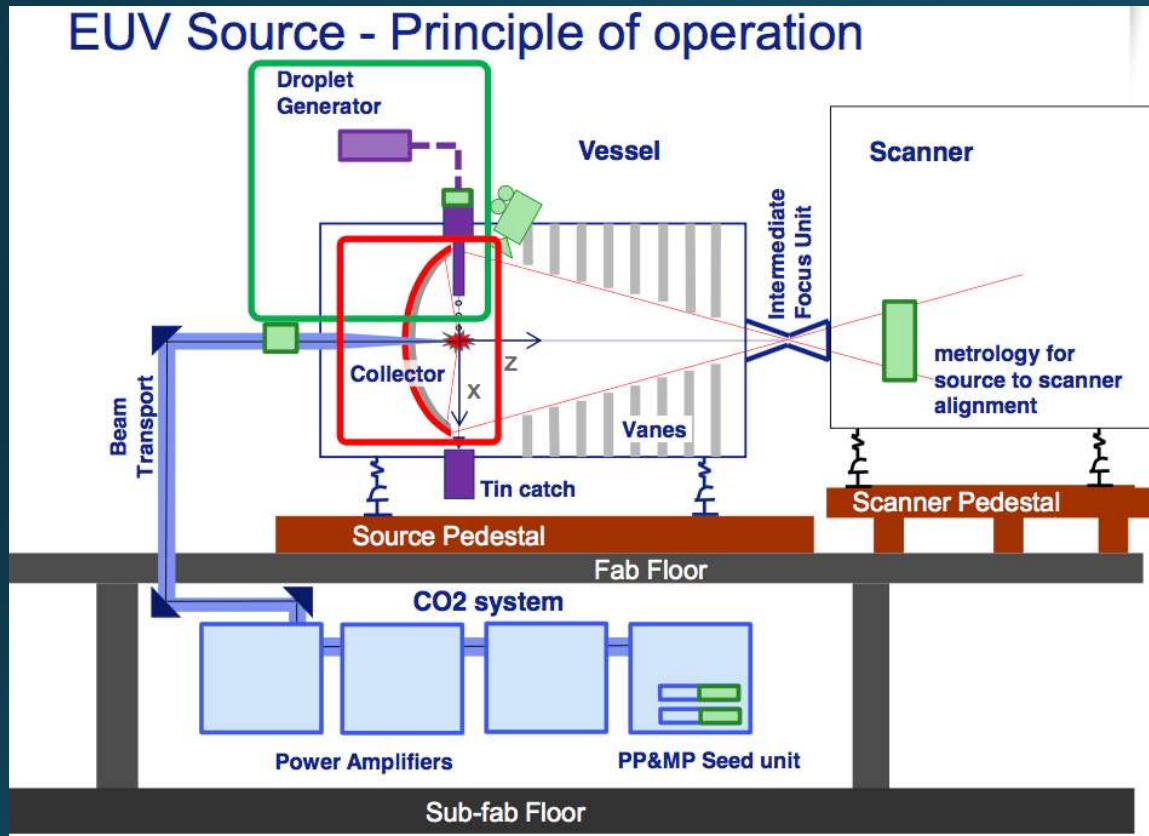 EUV Source - Principle of operation
Droplet
Generator
Vessel
Scanner
Intermediate
Focus Unit
Collector
Z
X
metrology for
source to scanner
alignment
Beam
Transport
Vanes
Tin catch
Scanner Pedestal
Source Pedestal
Fab Floor
CO2 system
Power Amplifiers
PP&MP Seed unit
Sub-fab Floor